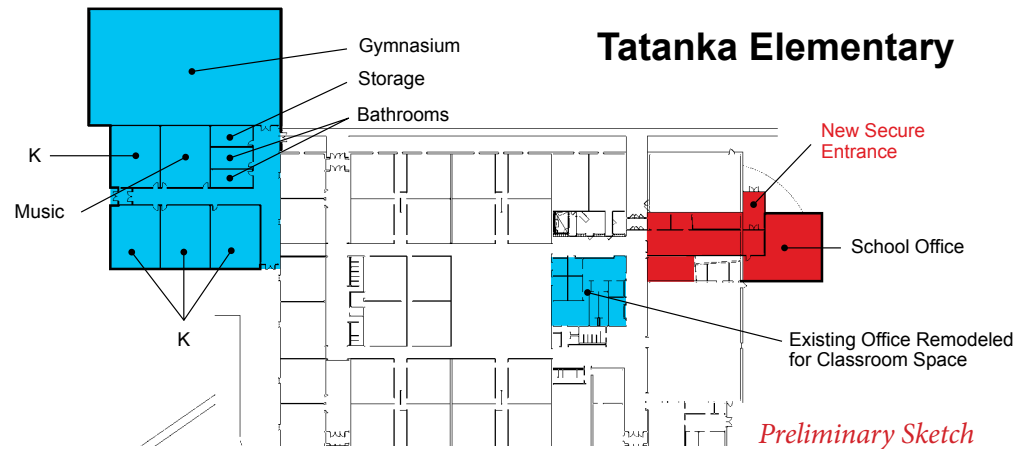 Tatanka Elementary
Gymnasium
Storage
Bathrooms
K
Music
K
New Secure
Entrance
School Office
Existing Office Remodeled
for Classroom Space
Preliminary Sketch